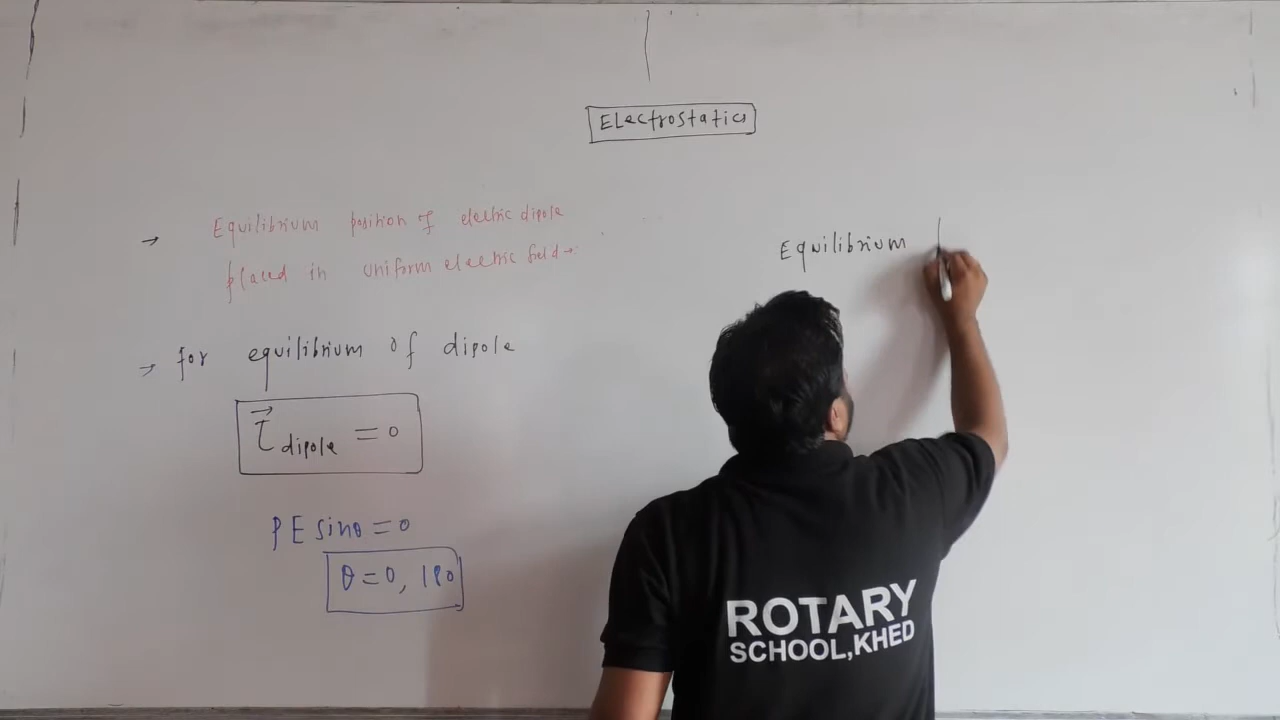 Electrostatics
→ Equilibrium position of electric dipole
placed in uniform electric field →
→ for equilibrium of dipole
τ⃗ dipole = 0
PE sinθ = 0
θ = 0, 180
Equilibrium
ROTARY
SCHOOL,KHED